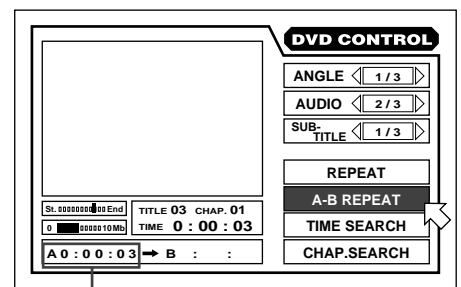 DVD CONTROL
ANGLE 1 / 3
AUDIO 2 / 3
SUB-TITLE 1 / 3
REPEAT
A-B REPEAT
TIME SEARCH
CHAP.SEARCH
St. End
0 10Mb
TITLE 03 CHAP. 01
TIME 0 : 00 : 03
A 0 : 00 : 03 ➞ B : :